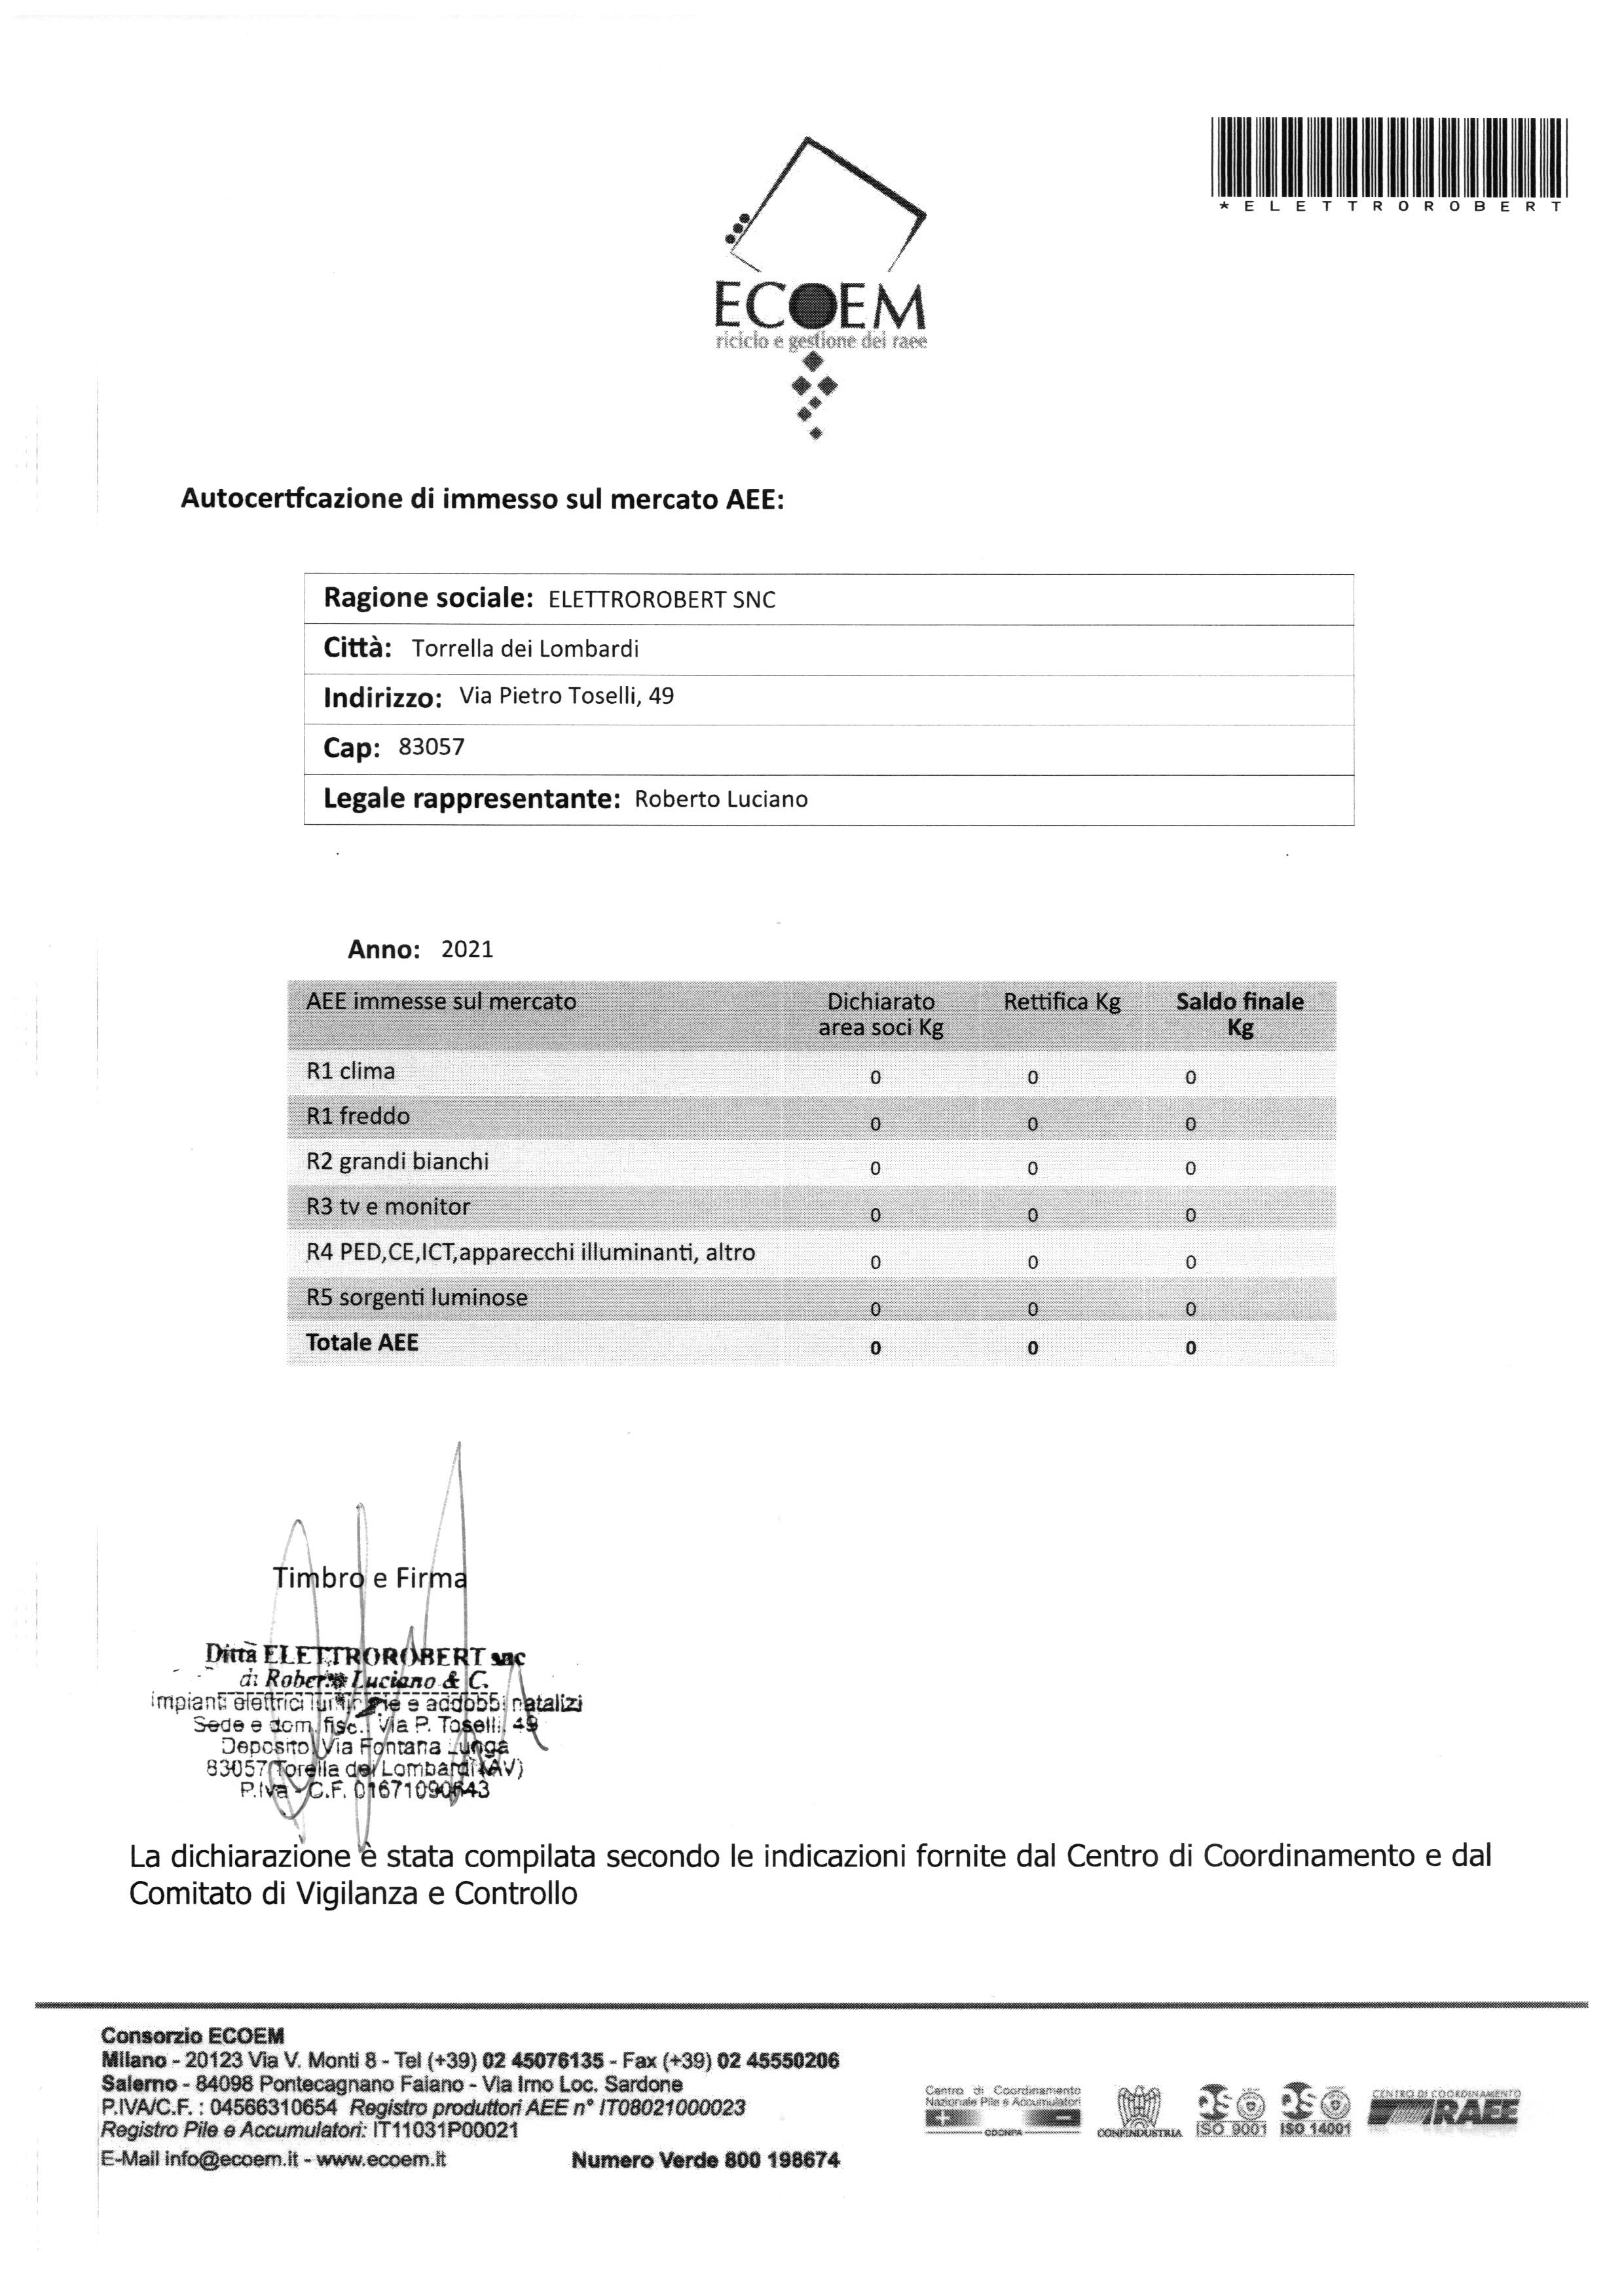 *ELETTROROBERT
ECOEM
riciclo e gestione dei raee
Autocertfcazione di immesso sul mercato AEE:
Ragione sociale: ELETTROROBERT SNC
Città: Torrella dei Lombardi
Indirizzo: Via Pietro Toselli, 49
Cap: 83057
Legale rappresentante: Roberto Luciano
Anno: 2021
AEE immesse sul mercato Dichiarato area soci Kg Rettifica Kg Saldo finale Kg
R1 clima 0 0 0
R1 freddo 0 0 0
R2 grandi bianchi 0 0 0
R3 tv e monitor 0 0 0
R4 PED,CE,ICT,apparecchi illuminanti, altro 0 0 0
R5 sorgenti luminose 0 0 0
Totale AEE 0 0 0
Timbro e Firma
Ditta ELETTROROBERT snc
di Roberto Luciano & C.
impianti elettrici e addobbi natalizi
Sede e dom. fisc.: Via P. Toselli, 49
Deposito Via Fontana Lunga
83057 Torella dei Lombardi (AV)
P.Iva - C.F. 01671090643
La dichiarazione è stata compilata secondo le indicazioni fornite dal Centro di Coordinamento e dal
Comitato di Vigilanza e Controllo
Consorzio ECOEM
Milano - 20123 Via V. Monti 8 - Tel (+39) 02 45076135 - Fax (+39) 02 45550206
Salerno - 84098 Pontecagnano Faiano - Via Irno Loc. Sardone
P.IVA/C.F. : 04566310654 Registro produttori AEE n° IT08021000023
Registro Pile e Accumulatori: IT11031P00021
E-Mail info@ecoem.it - www.ecoem.it Numero Verde 800 198674
Centro di Coordinamento
Nazionale Pile e Accumulatori
CDCNPA
CONFINDUSTRIA
QS
ISO 9001
QS
ISO 14001
CENTRO DI COORDINAMENTO
RAEE